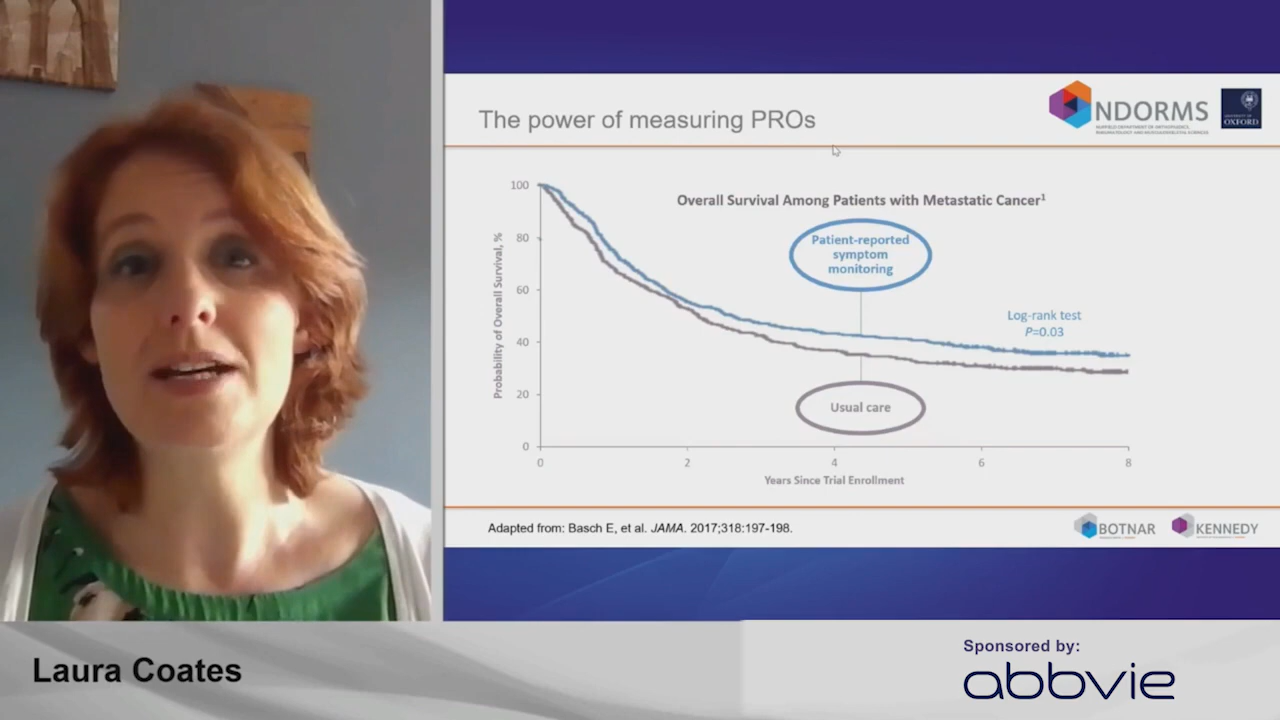 The power of measuring PROs
NDORMS
UNIVERSITY OF
OXFORD
Overall Survival Among Patients with Metastatic Cancer¹
Patient-reported
symptom
monitoring
Log-rank test
P=0.03
Usual care
Probability of Overall Survival, %
100
80
60
40
20
0
0
2
4
6
8
Years Since Trial Enrollment
Adapted from: Basch E, et al. JAMA. 2017;318:197-198.
BOTNAR
KENNEDY
Laura Coates
Sponsored by:
abbvie